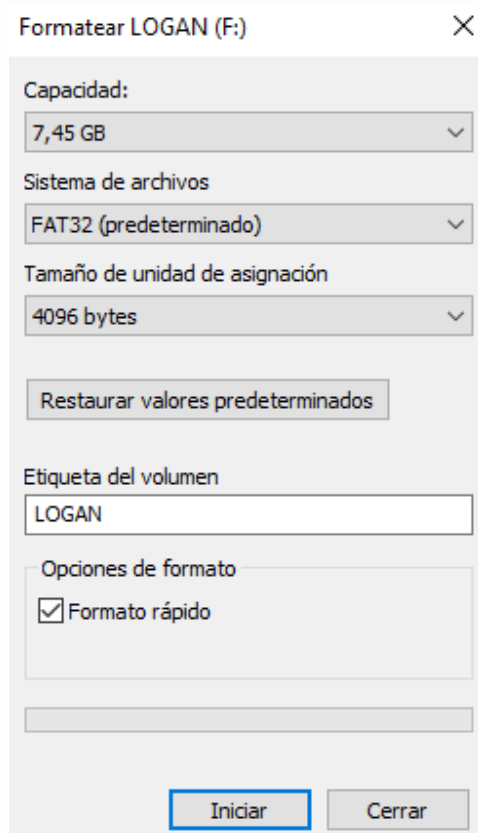 Formatear LOGAN (F:)
Capacidad:
7,45 GB
Sistema de archivos
FAT32 (predeterminado)
Tamaño de unidad de asignación
4096 bytes
Restaurar valores predeterminados
Etiqueta del volumen
LOGAN
Opciones de formato
Formato rápido
Iniciar Cerrar